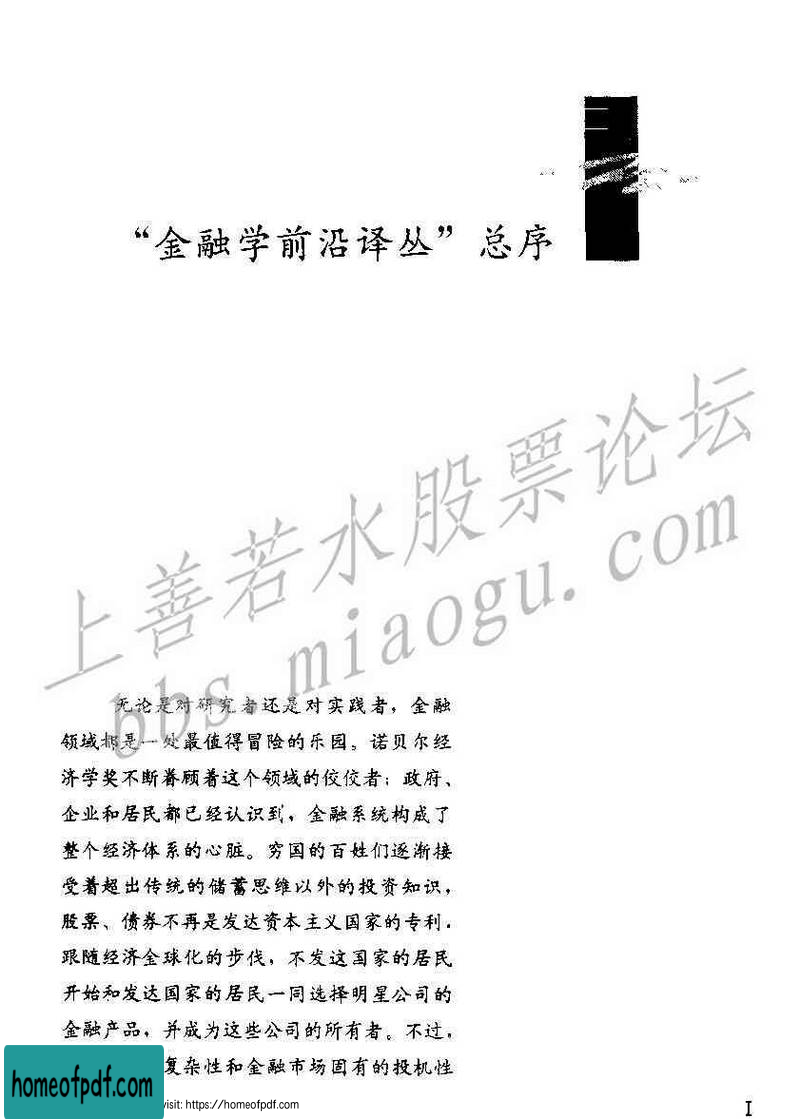 “金融学前沿译丛”总序
上善若水股票论坛
bbs.miaogu.com
无论是对研究者还是对实践者，金融
领域都是一处最值得冒险的乐园。诺贝尔经
济学奖不断眷顾着这个领域的佼佼者；政府、
企业和居民都已经认识到，金融系统构成了
整个经济体系的心脏。穷国的百姓们逐渐接
受着超出传统的储蓄思维以外的投资知识，
股票、债券不再是发达资本主义国家的专利．
跟随经济全球化的步伐，不发达国家的居民
开始和发达国家的居民一同选择明星公司的
金融产品，并成为这些公司的所有者。不过，
复杂性和金融市场固有的投机性
homeofpdf.com
visit: https://homeofpdf.com
I